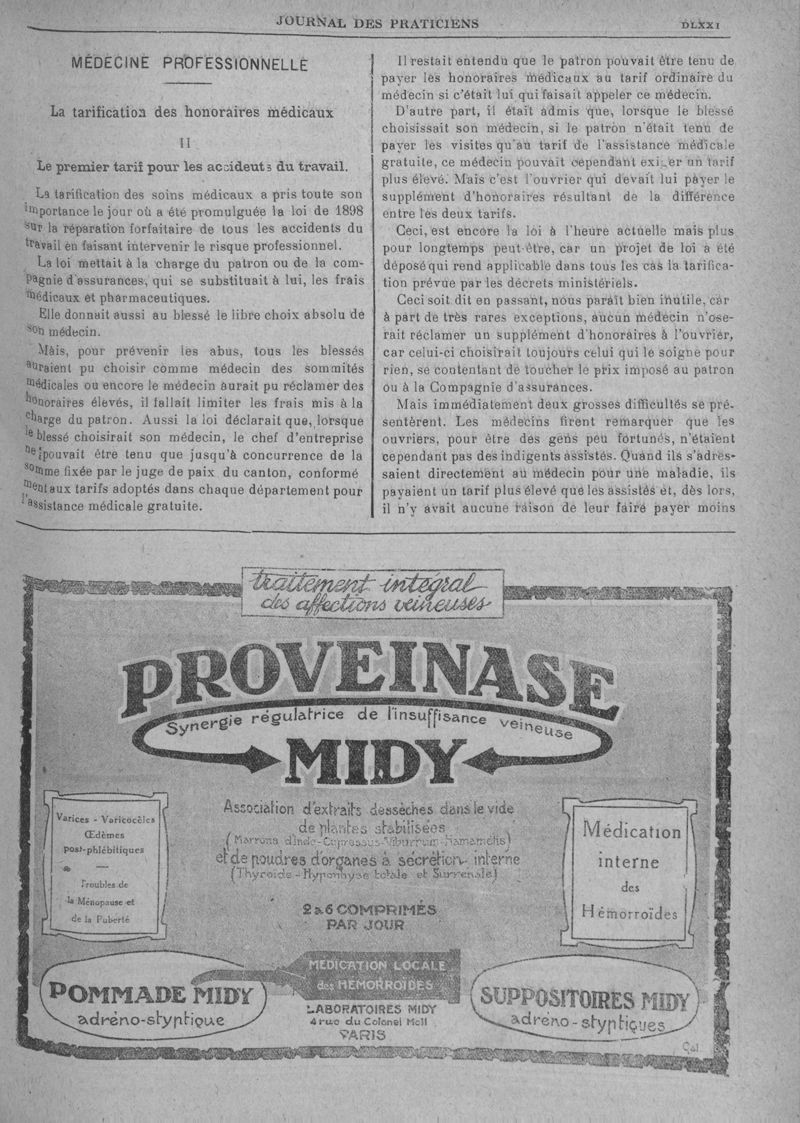 JOURNAL DES PRATICIENS
DLXXI
MÉDECINE PROFESSIONNELLE
La tarification des honoraires médicaux
II
Le premier tarif pour les accidents du travail.
La tarification des soins médicaux a pris toute son
importance le jour où a été promulguée la loi de 1898
sur la réparation forfaitaire de tous les accidents du
travail en faisant intervenir le risque professionnel.
La loi mettait à la charge du patron ou de la com-
pagnie d'assurances, qui se substituait à lui, les frais
médicaux et pharmaceutiques.
Elle donnait aussi au blessé le libre choix absolu de
son médecin.
Mais, pour prévenir les abus, tous les blessés
auraient pu choisir comme médecin des sommités
médicales ou encore le médecin aurait pu réclamer des
honoraires élevés, il fallait limiter les frais mis à la
charge du patron. Aussi la loi déclarait que, lorsque
le blessé choisirait son médecin, le chef d'entreprise
ne pouvait être tenu que jusqu'à concurrence de la
somme fixée par le juge de paix du canton, conformé
ment aux tarifs adoptés dans chaque département pour
l'assistance médicale gratuite.
Il restait entendu que le patron pouvait être tenu de
payer les honoraires médicaux au tarif ordinaire du
médecin si c'était lui qui faisait appeler ce médecin.
D'autre part, il était admis que, lorsque le blessé
choisissait son médecin, si le patron n'était tenu de
payer les visites qu'au tarif de l'assistance médicale
gratuite, ce médecin pouvait cependant exiger un tarif
plus élevé. Mais c'est l'ouvrier qui devait lui payer le
supplément d'honoraires résultant de la différence
entre les deux tarifs.
Ceci, est encore la loi à l'heure actuelle mais plus
pour longtemps peut-être, car un projet de loi a été
déposé qui rend applicable dans tous les cas la tarifica-
tion prévue par les décrets ministériels.
Ceci soit dit en passant, nous paraît bien inutile, car
à part de très rares exceptions, aucun médecin n'ose-
rait réclamer un supplément d'honoraires à l'ouvrier,
car celui-ci choisirait toujours celui qui le soigne pour
rien, se contentant de toucher le prix imposé au patron
ou à la Compagnie d'assurances.
Mais immédiatement deux grosses difficultés se pré-
sentèrent. Les médecins firent remarquer que les
ouvriers, pour être des gens peu fortunés, n'étaient
cependant pas des indigents assistés. Quand ils s'adres-
saient directement au médecin pour une maladie, ils
payaient un tarif plus élevé que les assistés et, dès lors,
il n'y avait aucune raison de leur faire payer moins
traitement intégral
des affections veineuses
PROVEINASE
Synergie régulatrice de l'insuffisance veineuse
MIDY
Varices - Varicocèles
Œdèmes
post-phlébitiques
Troubles de
la Ménopause et
de la Puberté
Association d'extraits desséchés dans le vide
de plantes stabilisées
(Marrons d'Inde-Cupressus-Viburnum-Hamamelis)
et de poudres d'organes à sécrétion interne
(Thyroïde - Hypophyse totale et Surrénale)
2 à 6 COMPRIMÉS
PAR JOUR
Médication
interne
des
Hémorroïdes
MEDICATION LOCALE
des HEMORROÏDES
POMMADE MIDY
adréno-styptique
LABORATOIRES MIDY
4 rue du Colonel Moll
PARIS
SUPPOSITOIRES MIDY
adréno-styptiques